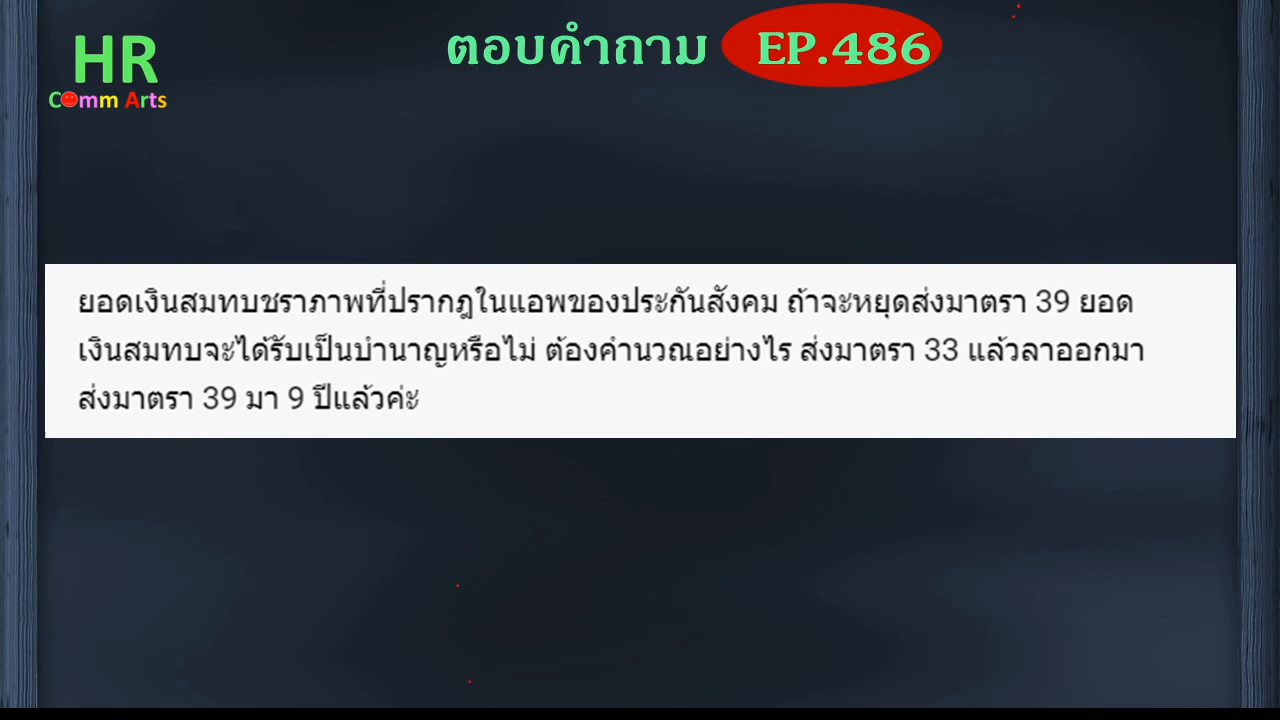 HR
Comm Arts
ตอบคำถาม EP.486
ยอดเงินสมทบชราภาพที่ปรากฎในแอพของประกันสังคม ถ้าจะหยุดส่งมาตรา 39 ยอด
เงินสมทบจะได้รับเป็นบำนาญหรือไม่ ต้องคำนวณอย่างไร ส่งมาตรา 33 แล้วลาออกมา
ส่งมาตรา 39 มา 9 ปีแล้วค่ะ